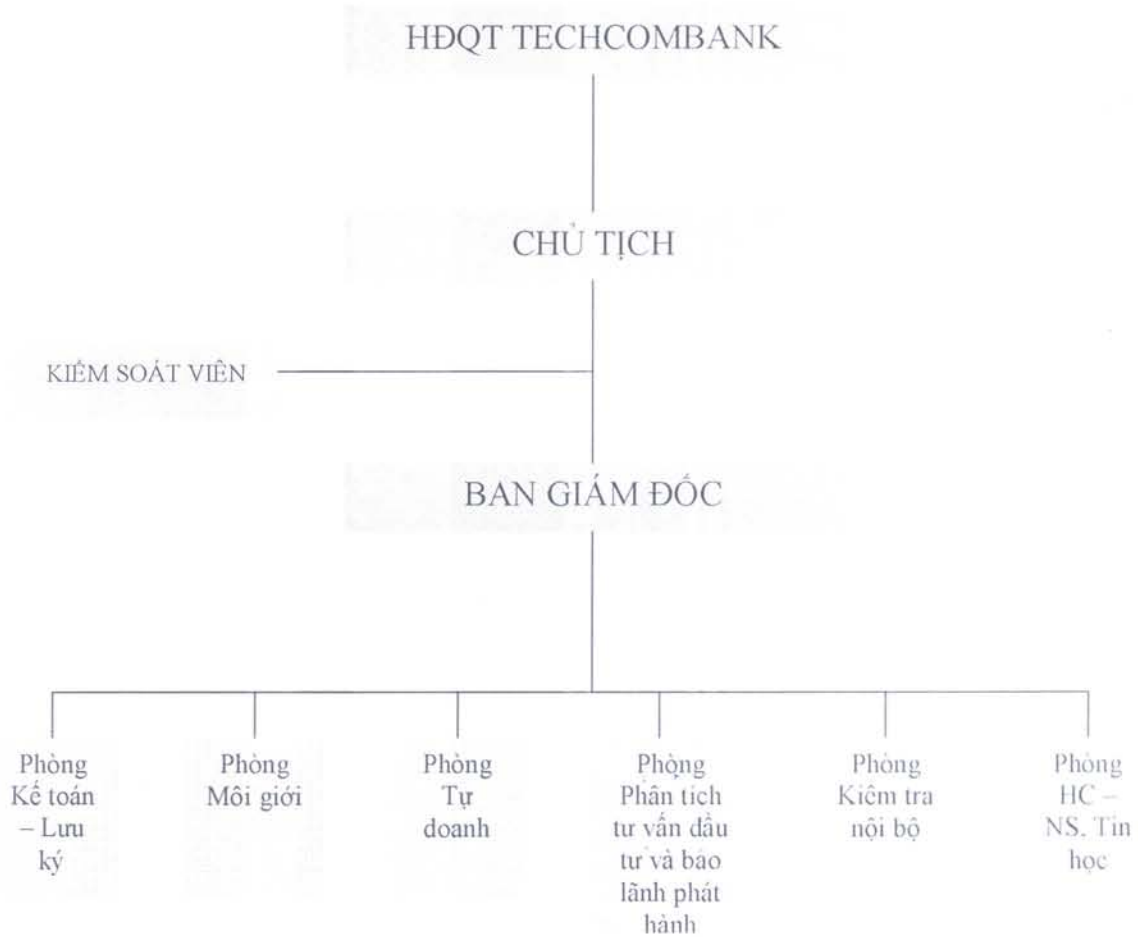 HĐQT TECHCOMBANK
CHỦ TỊCH
KIỂM SOÁT VIÊN
BAN GIÁM ĐỐC
Phòng
Kế toán
– Lưu
ký
Phòng
Môi giới
Phòng
Tự
doanh
Phòng
Phân tích
tư vấn đầu
tư và bảo
lãnh phát
hành
Phòng
Kiểm tra
nội bộ
Phòng
HC –
NS. Tin
học